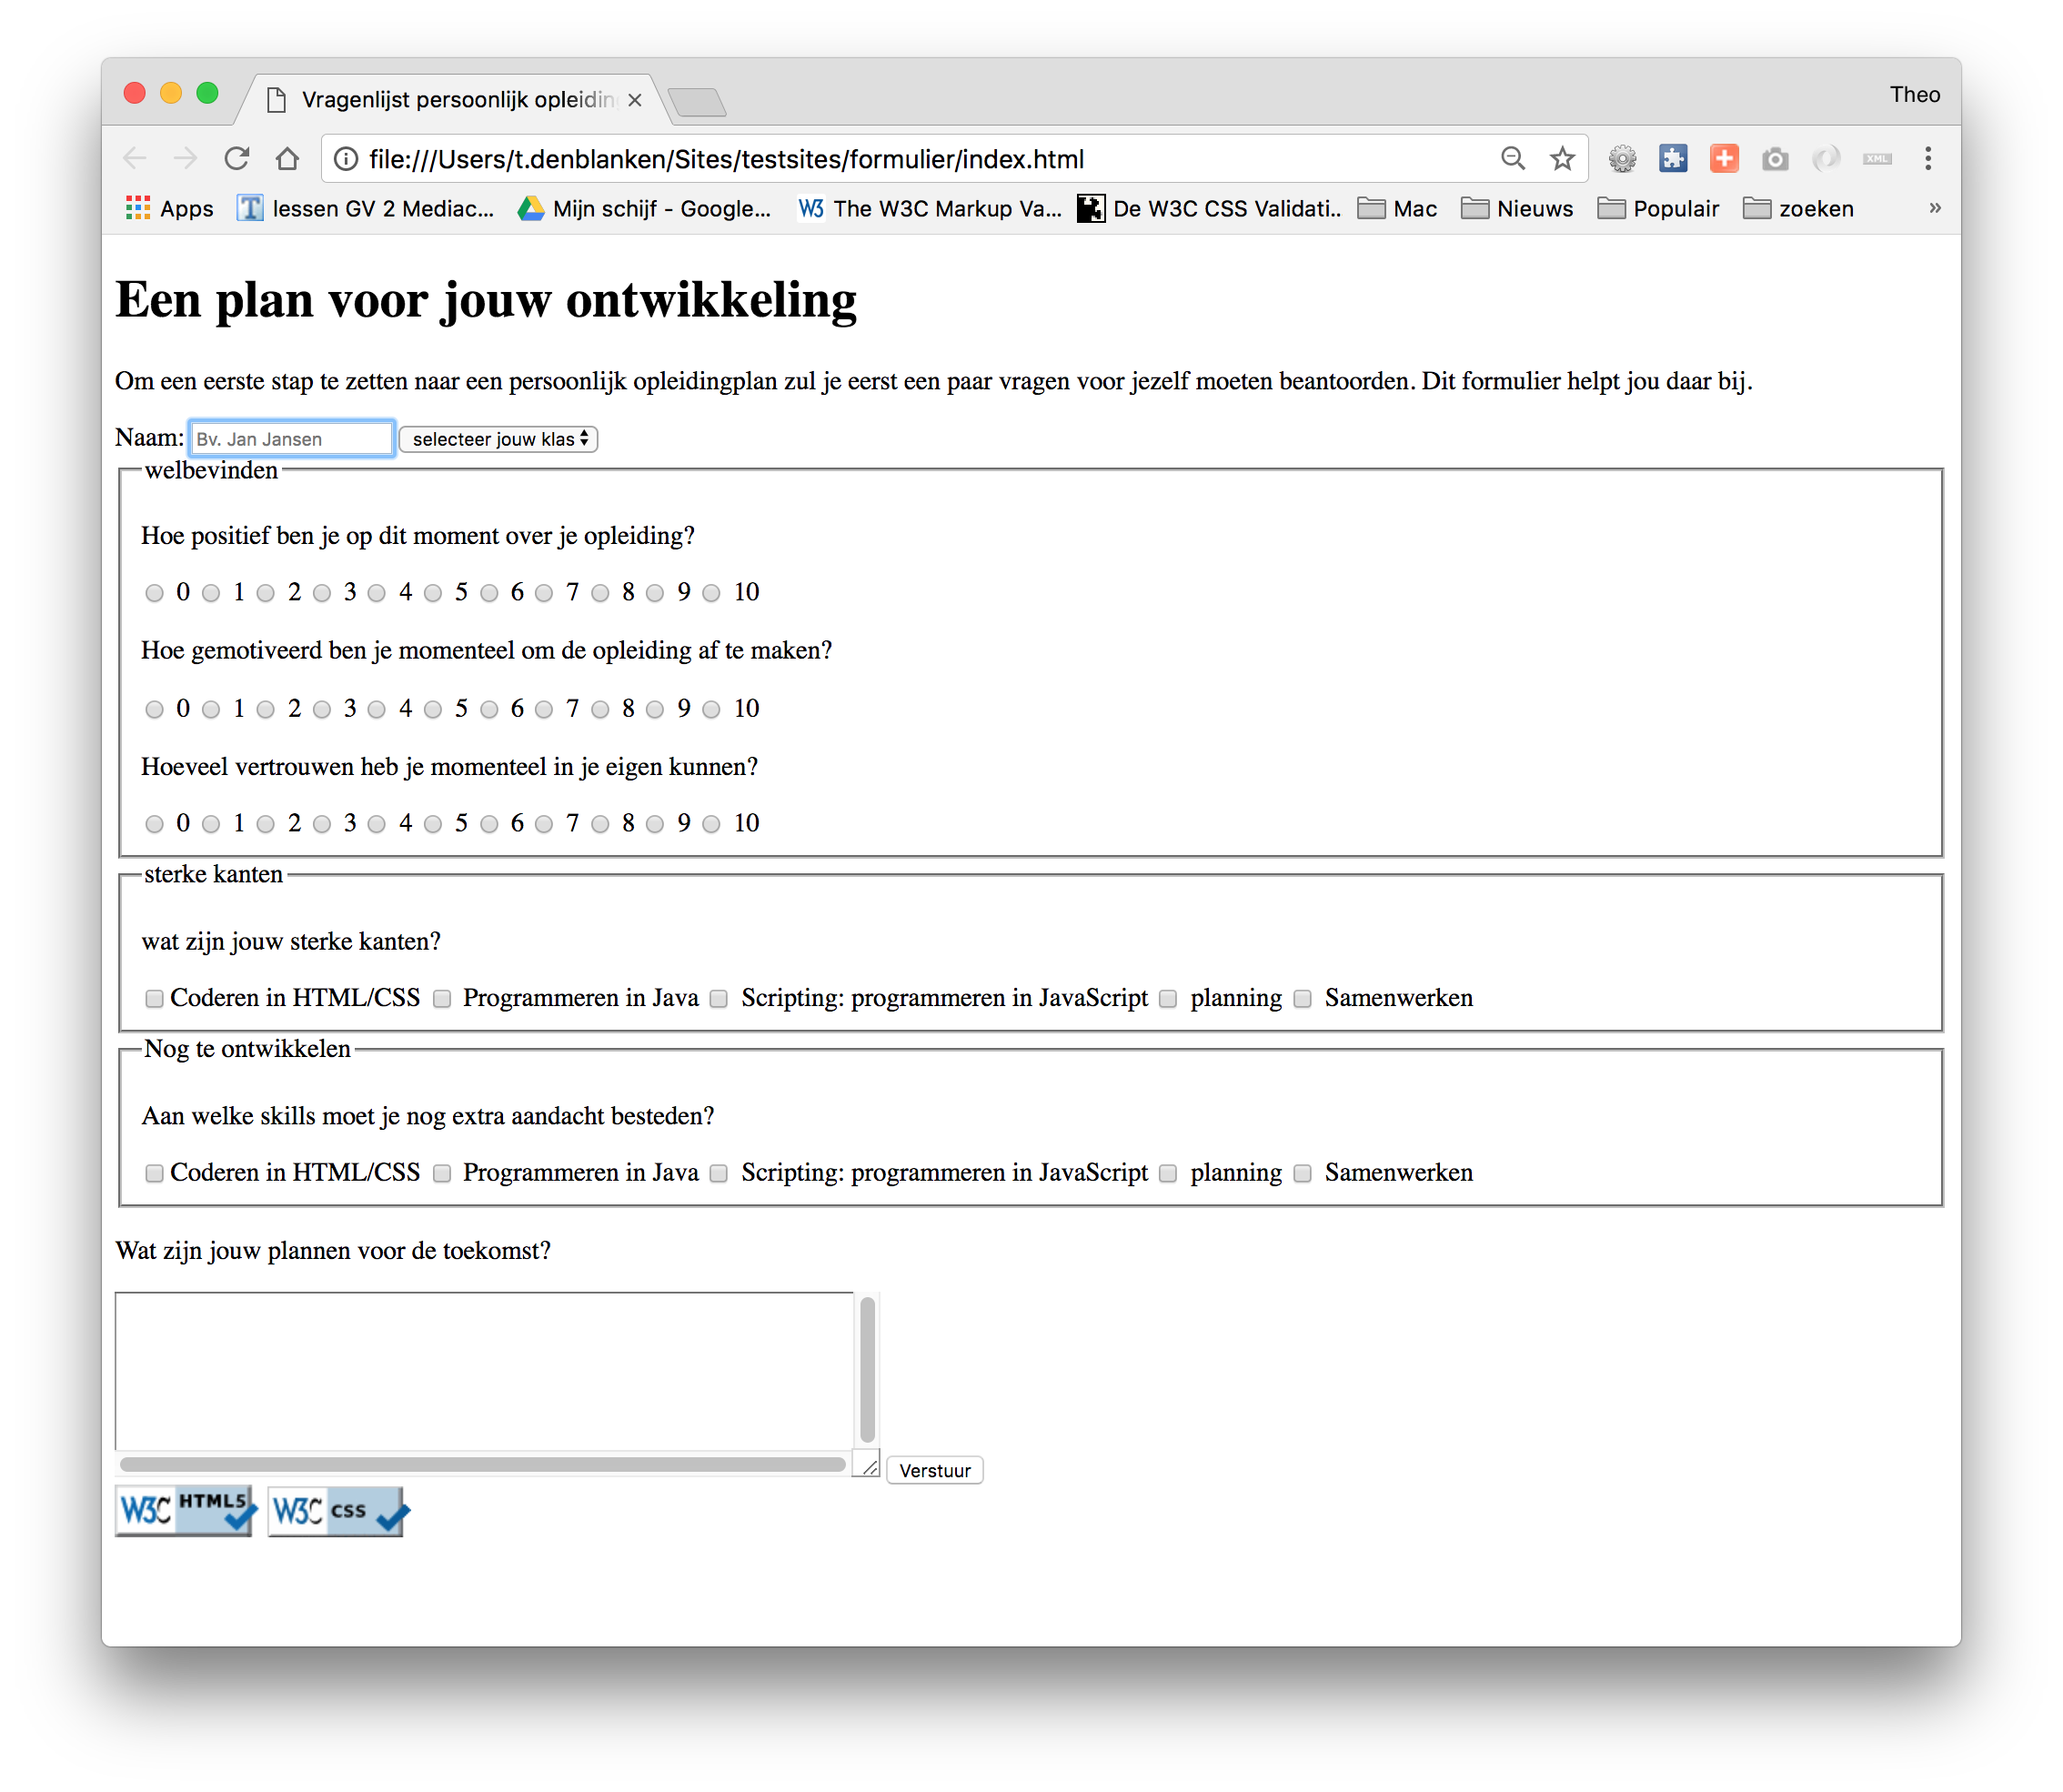 Vragenlijst persoonlijk opleiding
Theo
file:///Users/t.denblanken/Sites/testsites/formulier/index.html
XML
Apps
lessen GV 2 Mediac...
Mijn schijf - Google...
W3 The W3C Markup Va...
De W3C CSS Validati..
Mac
Nieuws
Populair
zoeken
»
Een plan voor jouw ontwikkeling
Om een eerste stap te zetten naar een persoonlijk opleidingplan zul je eerst een paar vragen voor jezelf moeten beantoorden. Dit formulier helpt jou daar bij.
Naam: Bv. Jan Jansen selecteer jouw klas
welbevinden
Hoe positief ben je op dit moment over je opleiding?
0 1 2 3 4 5 6 7 8 9 10
Hoe gemotiveerd ben je momenteel om de opleiding af te maken?
0 1 2 3 4 5 6 7 8 9 10
Hoeveel vertrouwen heb je momenteel in je eigen kunnen?
0 1 2 3 4 5 6 7 8 9 10
sterke kanten
wat zijn jouw sterke kanten?
Coderen in HTML/CSS Programmeren in Java Scripting: programmeren in JavaScript planning Samenwerken
Nog te ontwikkelen
Aan welke skills moet je nog extra aandacht besteden?
Coderen in HTML/CSS Programmeren in Java Scripting: programmeren in JavaScript planning Samenwerken
Wat zijn jouw plannen voor de toekomst?
Verstuur
W3C HTML5 W3C CSS